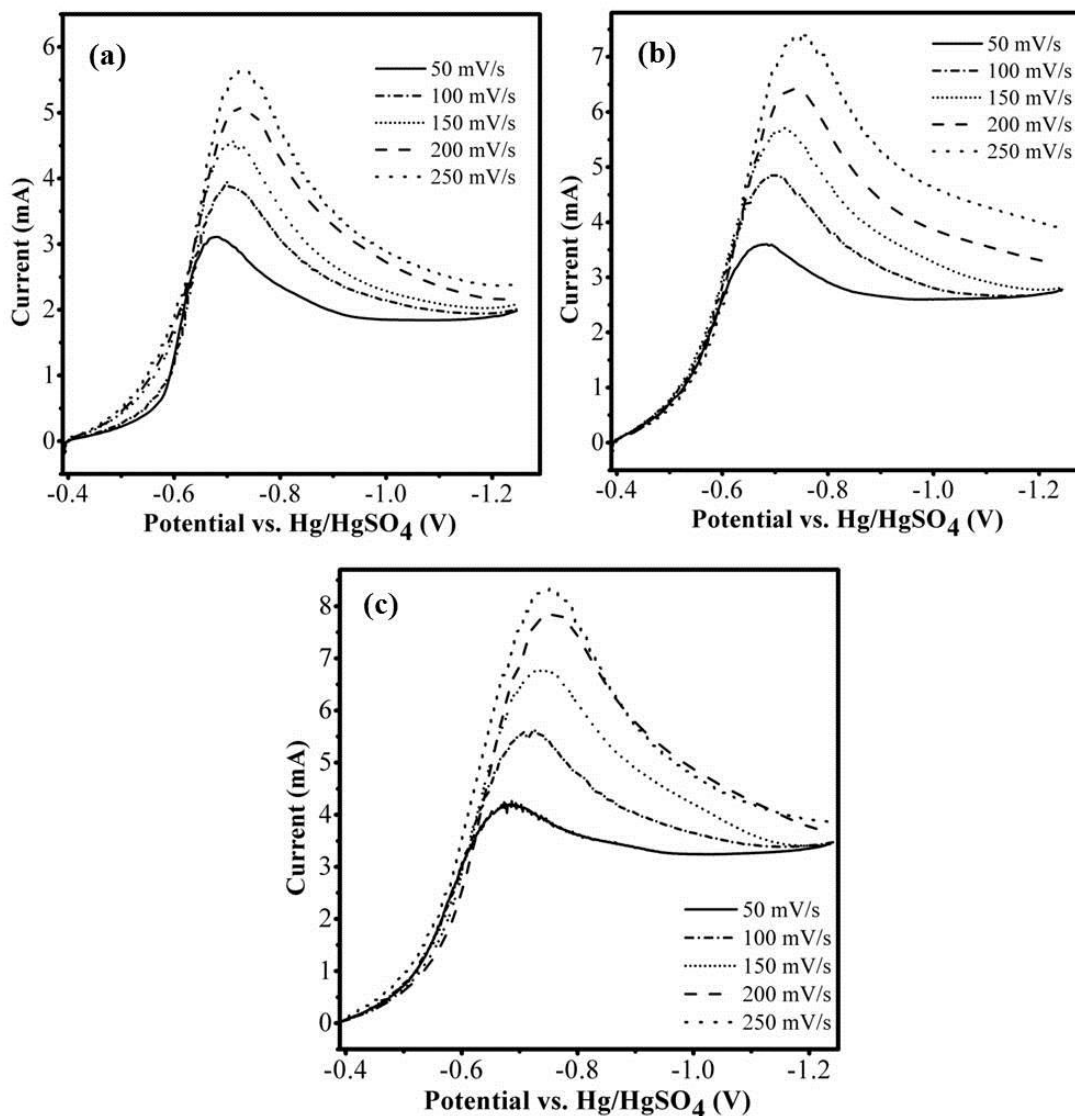 (a)
50 mV/s
100 mV/s
150 mV/s
200 mV/s
250 mV/s
6
5
4
3
2
1
0
Current (mA)
-0.4 -0.6 -0.8 -1.0 -1.2
Potential vs. Hg/HgSO4 (V)
(b)
50 mV/s
100 mV/s
150 mV/s
200 mV/s
250 mV/s
7
6
5
4
3
2
1
0
Current (mA)
-0.4 -0.6 -0.8 -1.0 -1.2
Potential vs. Hg/HgSO4 (V)
(c)
8
7
6
5
4
3
2
1
0
Current (mA)
50 mV/s
100 mV/s
150 mV/s
200 mV/s
250 mV/s
-0.4 -0.6 -0.8 -1.0 -1.2
Potential vs. Hg/HgSO4 (V)